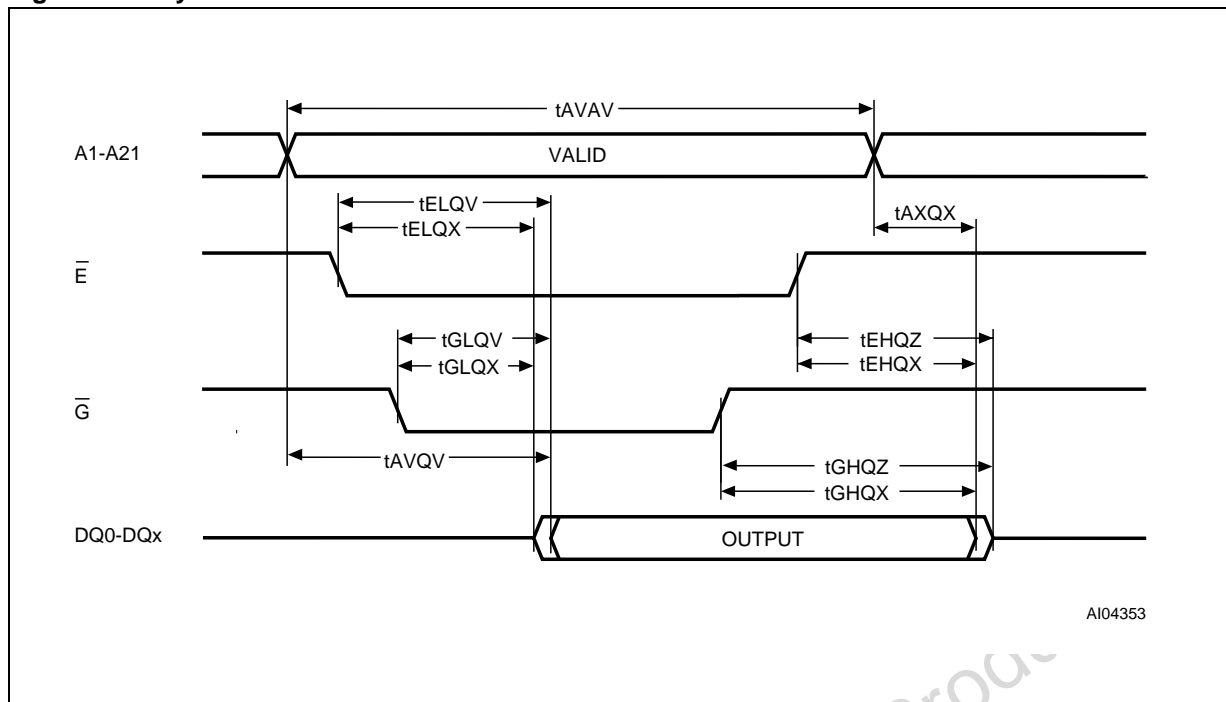 tAVAV
A1-A21
VALID
tELQV
tAXQX
tELQX
E̅
tGLQV
tEHQZ
tGLQX
tEHQX
G̅
tAVQV
tGHQZ
tGHQX
DQ0-DQx
OUTPUT
AI04353